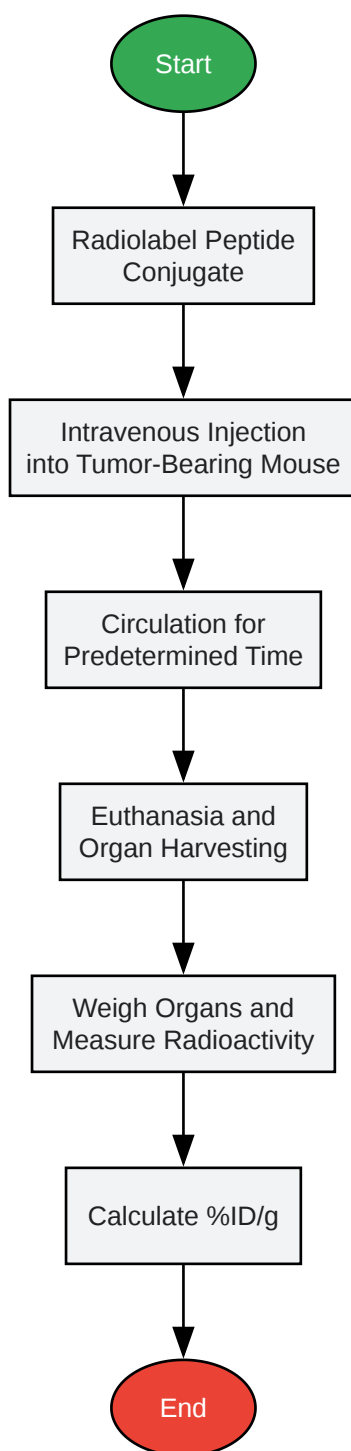 Start
Radiolabel Peptide
Conjugate
Intravenous Injection
into Tumor-Bearing Mouse
Circulation for
Predetermined Time
Euthanasia and
Organ Harvesting
Weigh Organs and
Measure Radioactivity
Calculate %ID/g
End